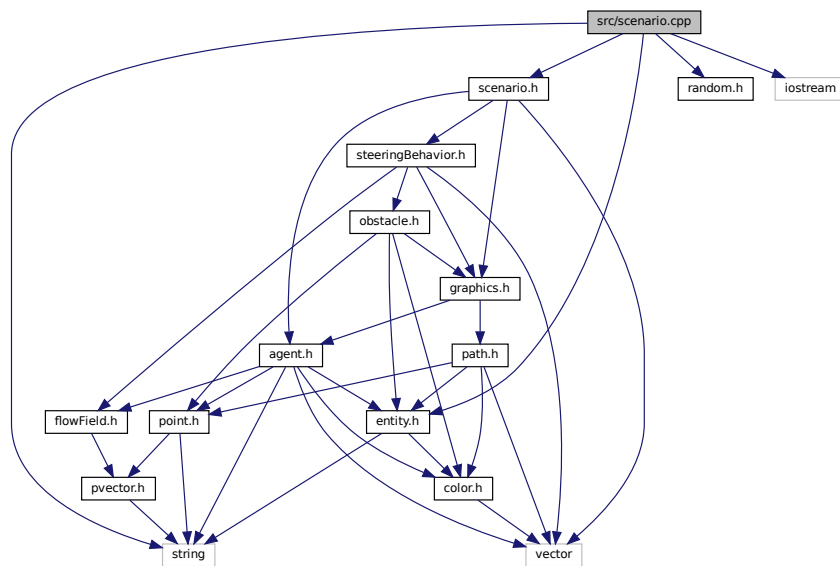 src/scenario.cpp
scenario.h
random.h
iostream
steeringBehavior.h
obstacle.h
graphics.h
agent.h
path.h
flowField.h
point.h
entity.h
pvector.h
color.h
string
vector